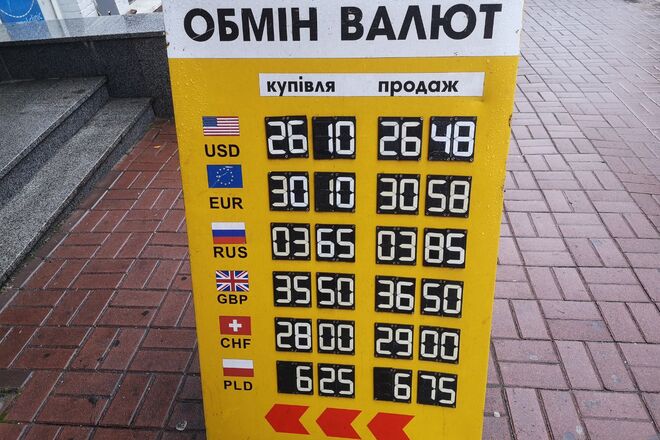 ОБМІН ВАЛЮТ
купівля продаж
USD 26 10 26 48
EUR 30 10 30 58
RUS 03 65 03 85
GBP 35 50 36 50
CHF 28 00 29 00
PLD 6 25 6 75